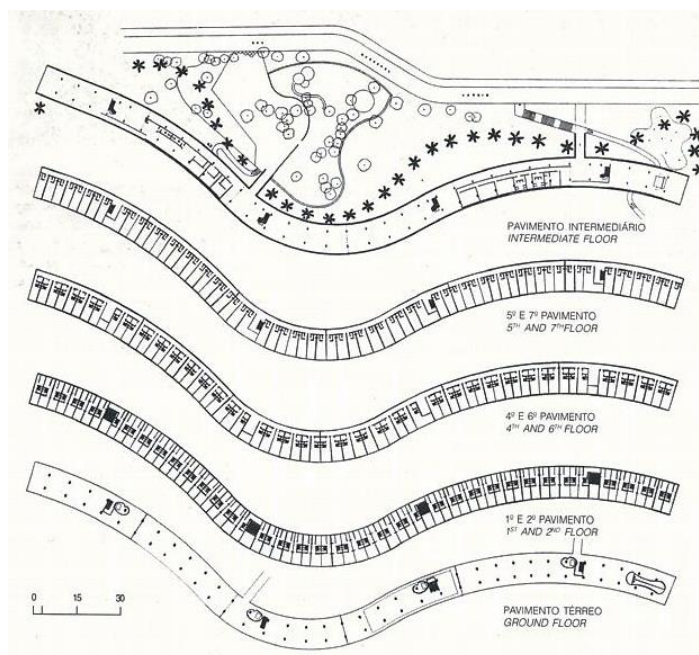 PAVIMENTO INTERMEDIÁRIO
INTERMEDIATE FLOOR
5º E 7º PAVIMENTO
5TH AND 7TH FLOOR
4º E 6º PAVIMENTO
4TH AND 6TH FLOOR
1º E 2º PAVIMENTO
1ST AND 2ND FLOOR
0 15 30
PAVIMENTO TÉRREO
GROUND FLOOR